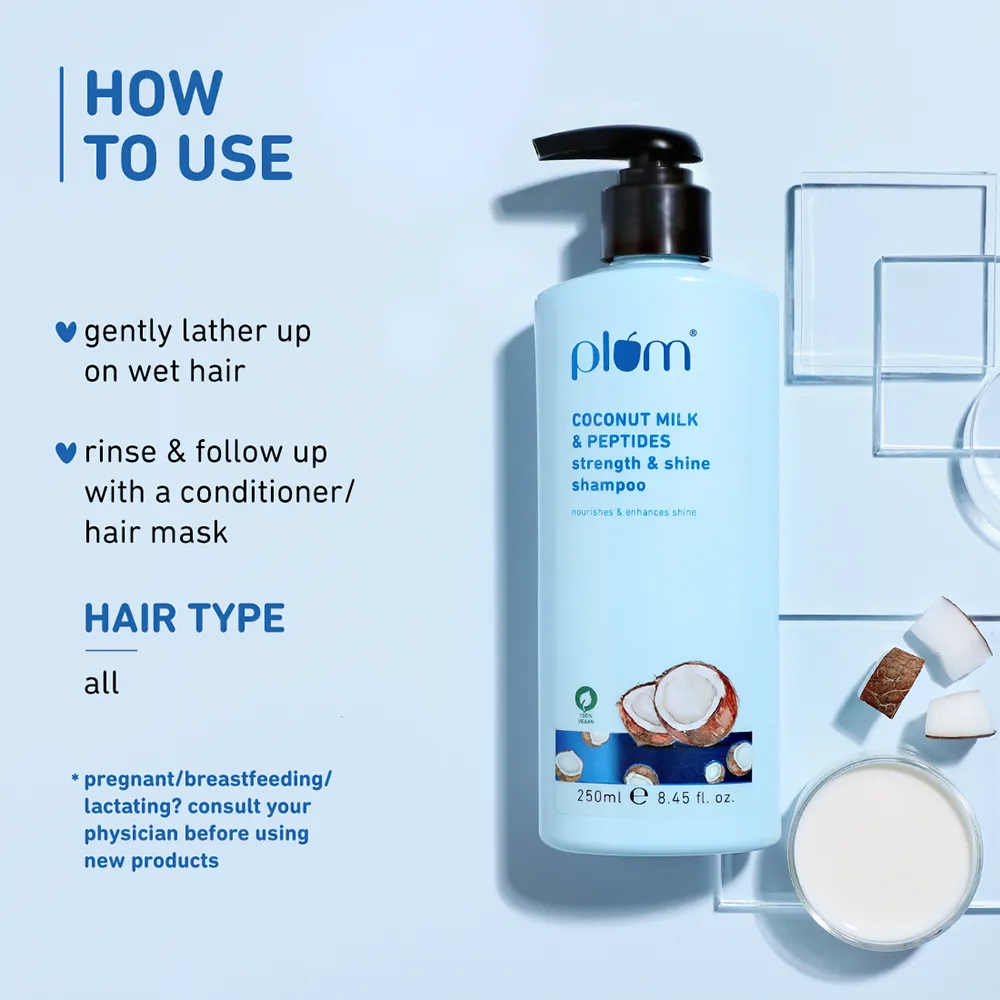 HOW
TO USE
gently lather up
on wet hair
rinse & follow up
with a conditioner/
hair mask
HAIR TYPE
all
* pregnant/breastfeeding/
lactating? consult your
physician before using
new products
plum®
COCONUT MILK
& PEPTIDES
strength & shine
shampoo
nourishes & enhances shine
100%
VEGAN
250ml e 8.45 fl. oz.